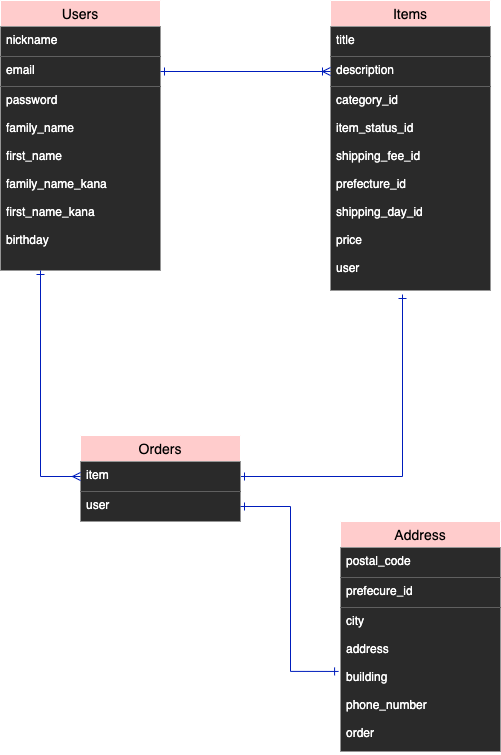 Users
nickname
email
password
family_name
first_name
family_name_kana
first_name_kana
birthday
Items
title
description
category_id
item_status_id
shipping_fee_id
prefecture_id
shipping_day_id
price
user
Orders
item
user
Address
postal_code
prefecure_id
city
address
building
phone_number
order